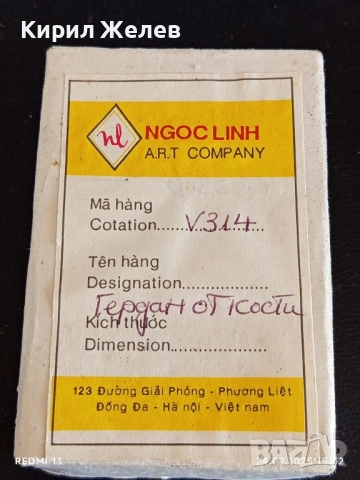 Кирил Желев
nl
NGOC LINH
A.R.T COMPANY
Mã hàng
Cotation V314
Tên hàng
Designation
Гердан от кости
Kích thước
Dimension
123 Đường Giải Phóng - Phương Liệt
Đống Đa - Hà nội - Việt nam
REDMI 13